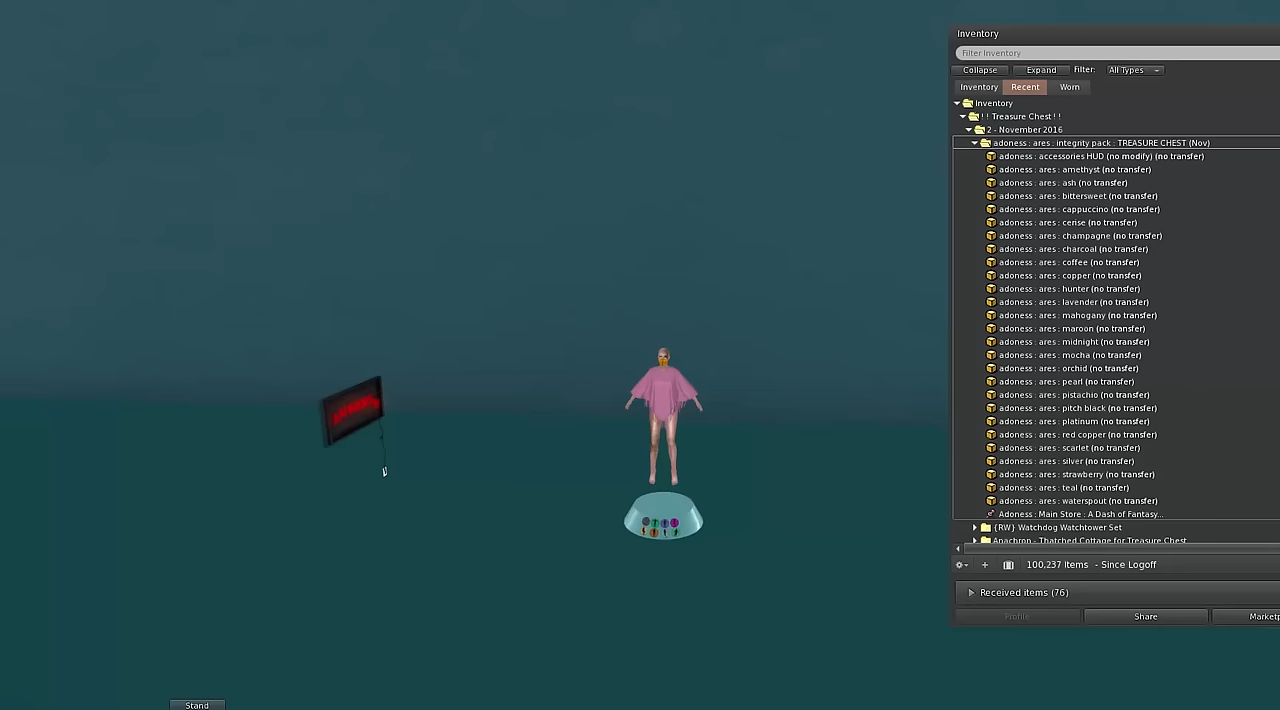 Inventory
Filter Inventory
Collapse Expand Filter: All Types
Inventory Recent Worn
Inventory
! ! Treasure Chest ! !
2 - November 2016
adoness : ares : integrity pack : TREASURE CHEST (Nov)
adoness : accessories HUD (no modify) (no transfer)
adoness : ares : amethyst (no transfer)
adoness : ares : ash (no transfer)
adoness : ares : bittersweet (no transfer)
adoness : ares : cappuccino (no transfer)
adoness : ares : cerise (no transfer)
adoness : ares : champagne (no transfer)
adoness : ares : charcoal (no transfer)
adoness : ares : coffee (no transfer)
adoness : ares : copper (no transfer)
adoness : ares : hunter (no transfer)
adoness : ares : lavender (no transfer)
adoness : ares : mahogany (no transfer)
adoness : ares : maroon (no transfer)
adoness : ares : midnight (no transfer)
adoness : ares : mocha (no transfer)
adoness : ares : orchid (no transfer)
adoness : ares : pearl (no transfer)
adoness : ares : pistachio (no transfer)
adoness : ares : pitch black (no transfer)
adoness : ares : platinum (no transfer)
adoness : ares : red copper (no transfer)
adoness : ares : scarlet (no transfer)
adoness : ares : silver (no transfer)
adoness : ares : strawberry (no transfer)
adoness : ares : teal (no transfer)
adoness : ares : waterspout (no transfer)
Adoness : Main Store : A Dash of Fantasy...
{RW} Watchdog Watchtower Set
Anachron - Thatched Cottage for Treasure Chest
100,237 Items - Since Logoff
Received items (76)
Profile Share Marketp
Stand